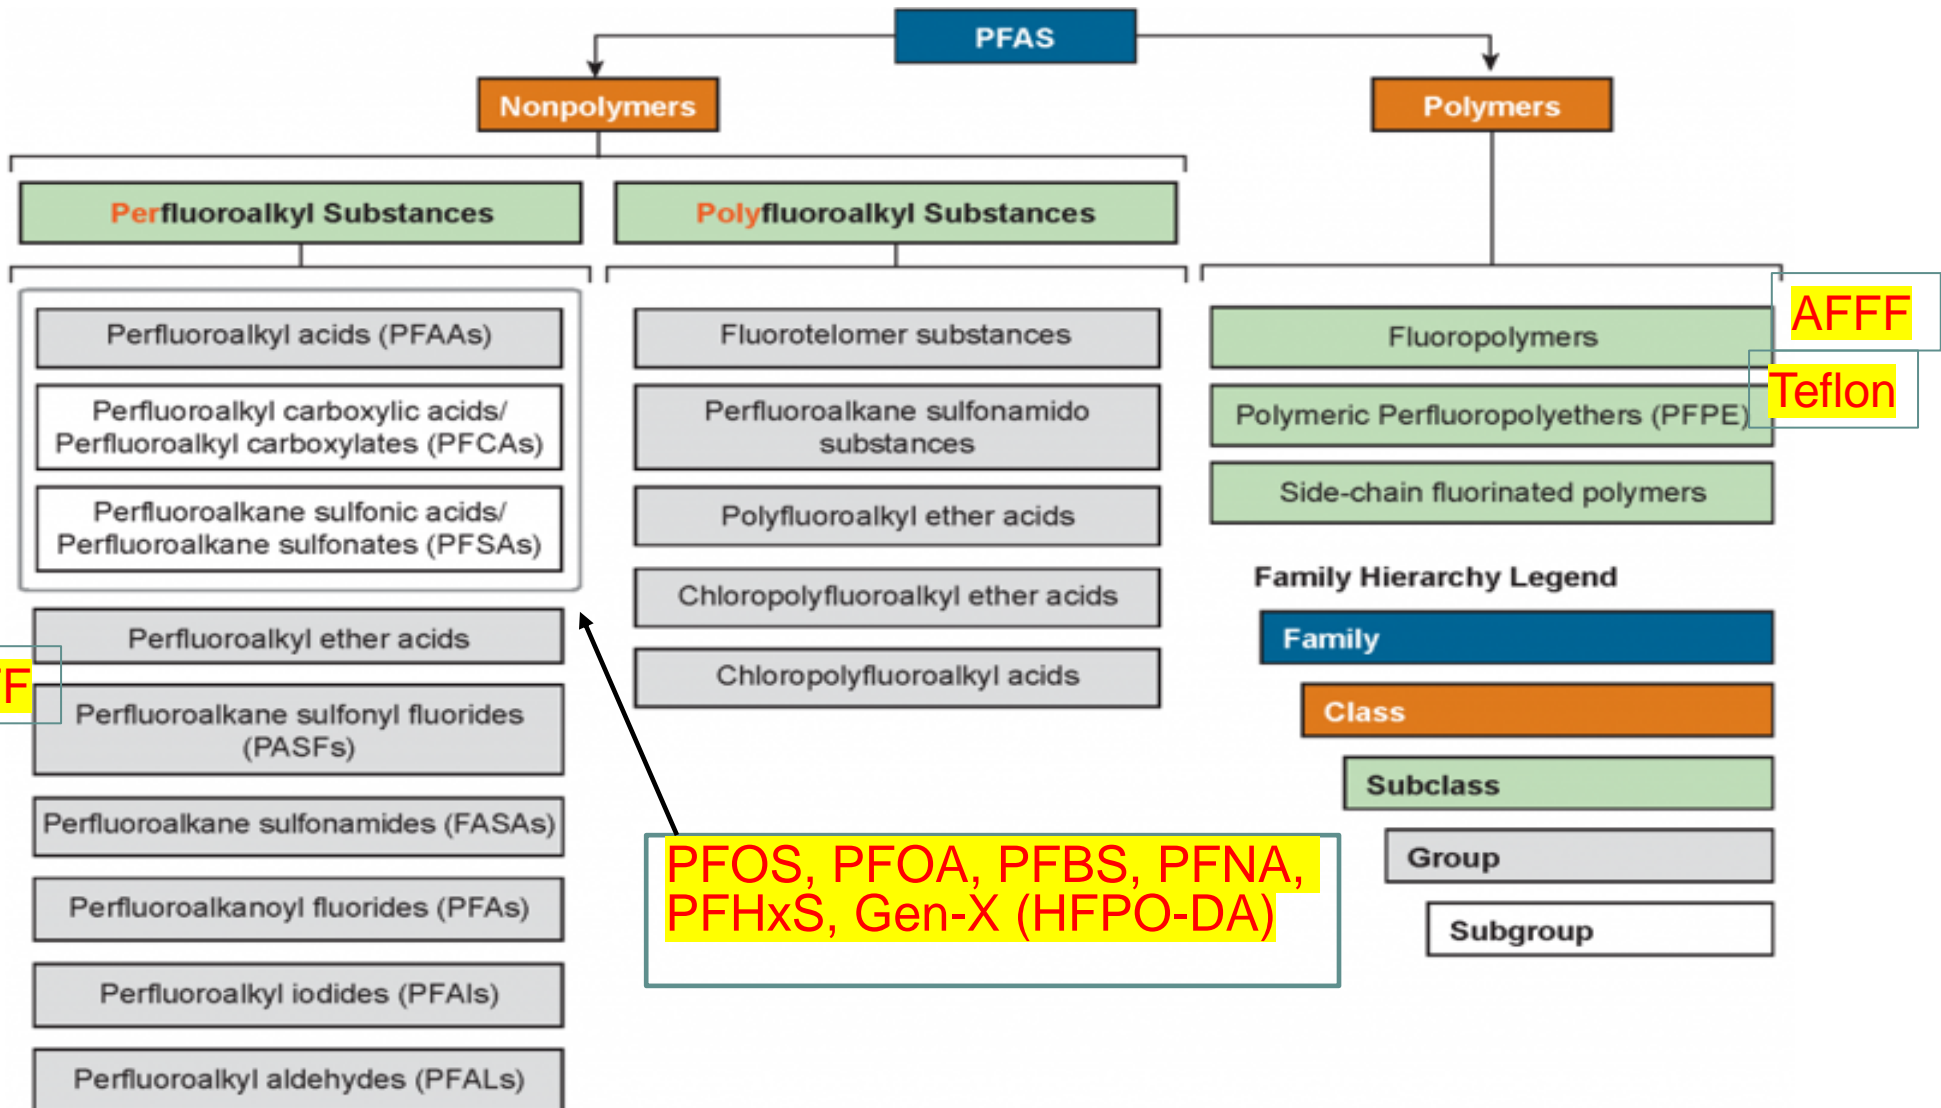 PFAS
Nonpolymers
Polymers
Perfluoroalkyl Substances
Polyfluoroalkyl Substances
Perfluoroalkyl acids (PFAAs)
Perfluoroalkyl carboxylic acids/
Perfluoroalkyl carboxylates (PFCAs)
Perfluoroalkane sulfonic acids/
Perfluoroalkane sulfonates (PFSAs)
Perfluoroalkyl ether acids
F
Perfluoroalkane sulfonyl fluorides
(PASFs)
Perfluoroalkane sulfonamides (FASAs)
Perfluoroalkanoyl fluorides (PFAs)
Perfluoroalkyl iodides (PFAIs)
Perfluoroalkyl aldehydes (PFALs)
Fluorotelomer substances
Perfluoroalkane sulfonamido
substances
Polyfluoroalkyl ether acids
Chloropolyfluoroalkyl ether acids
Chloropolyfluoroalkyl acids
PFOS, PFOA, PFBS, PFNA,
PFHxS, Gen-X (HFPO-DA)
Fluoropolymers
AFFF
Polymeric Perfluoropolyethers (PFPE)
Teflon
Side-chain fluorinated polymers
Family Hierarchy Legend
Family
Class
Subclass
Group
Subgroup